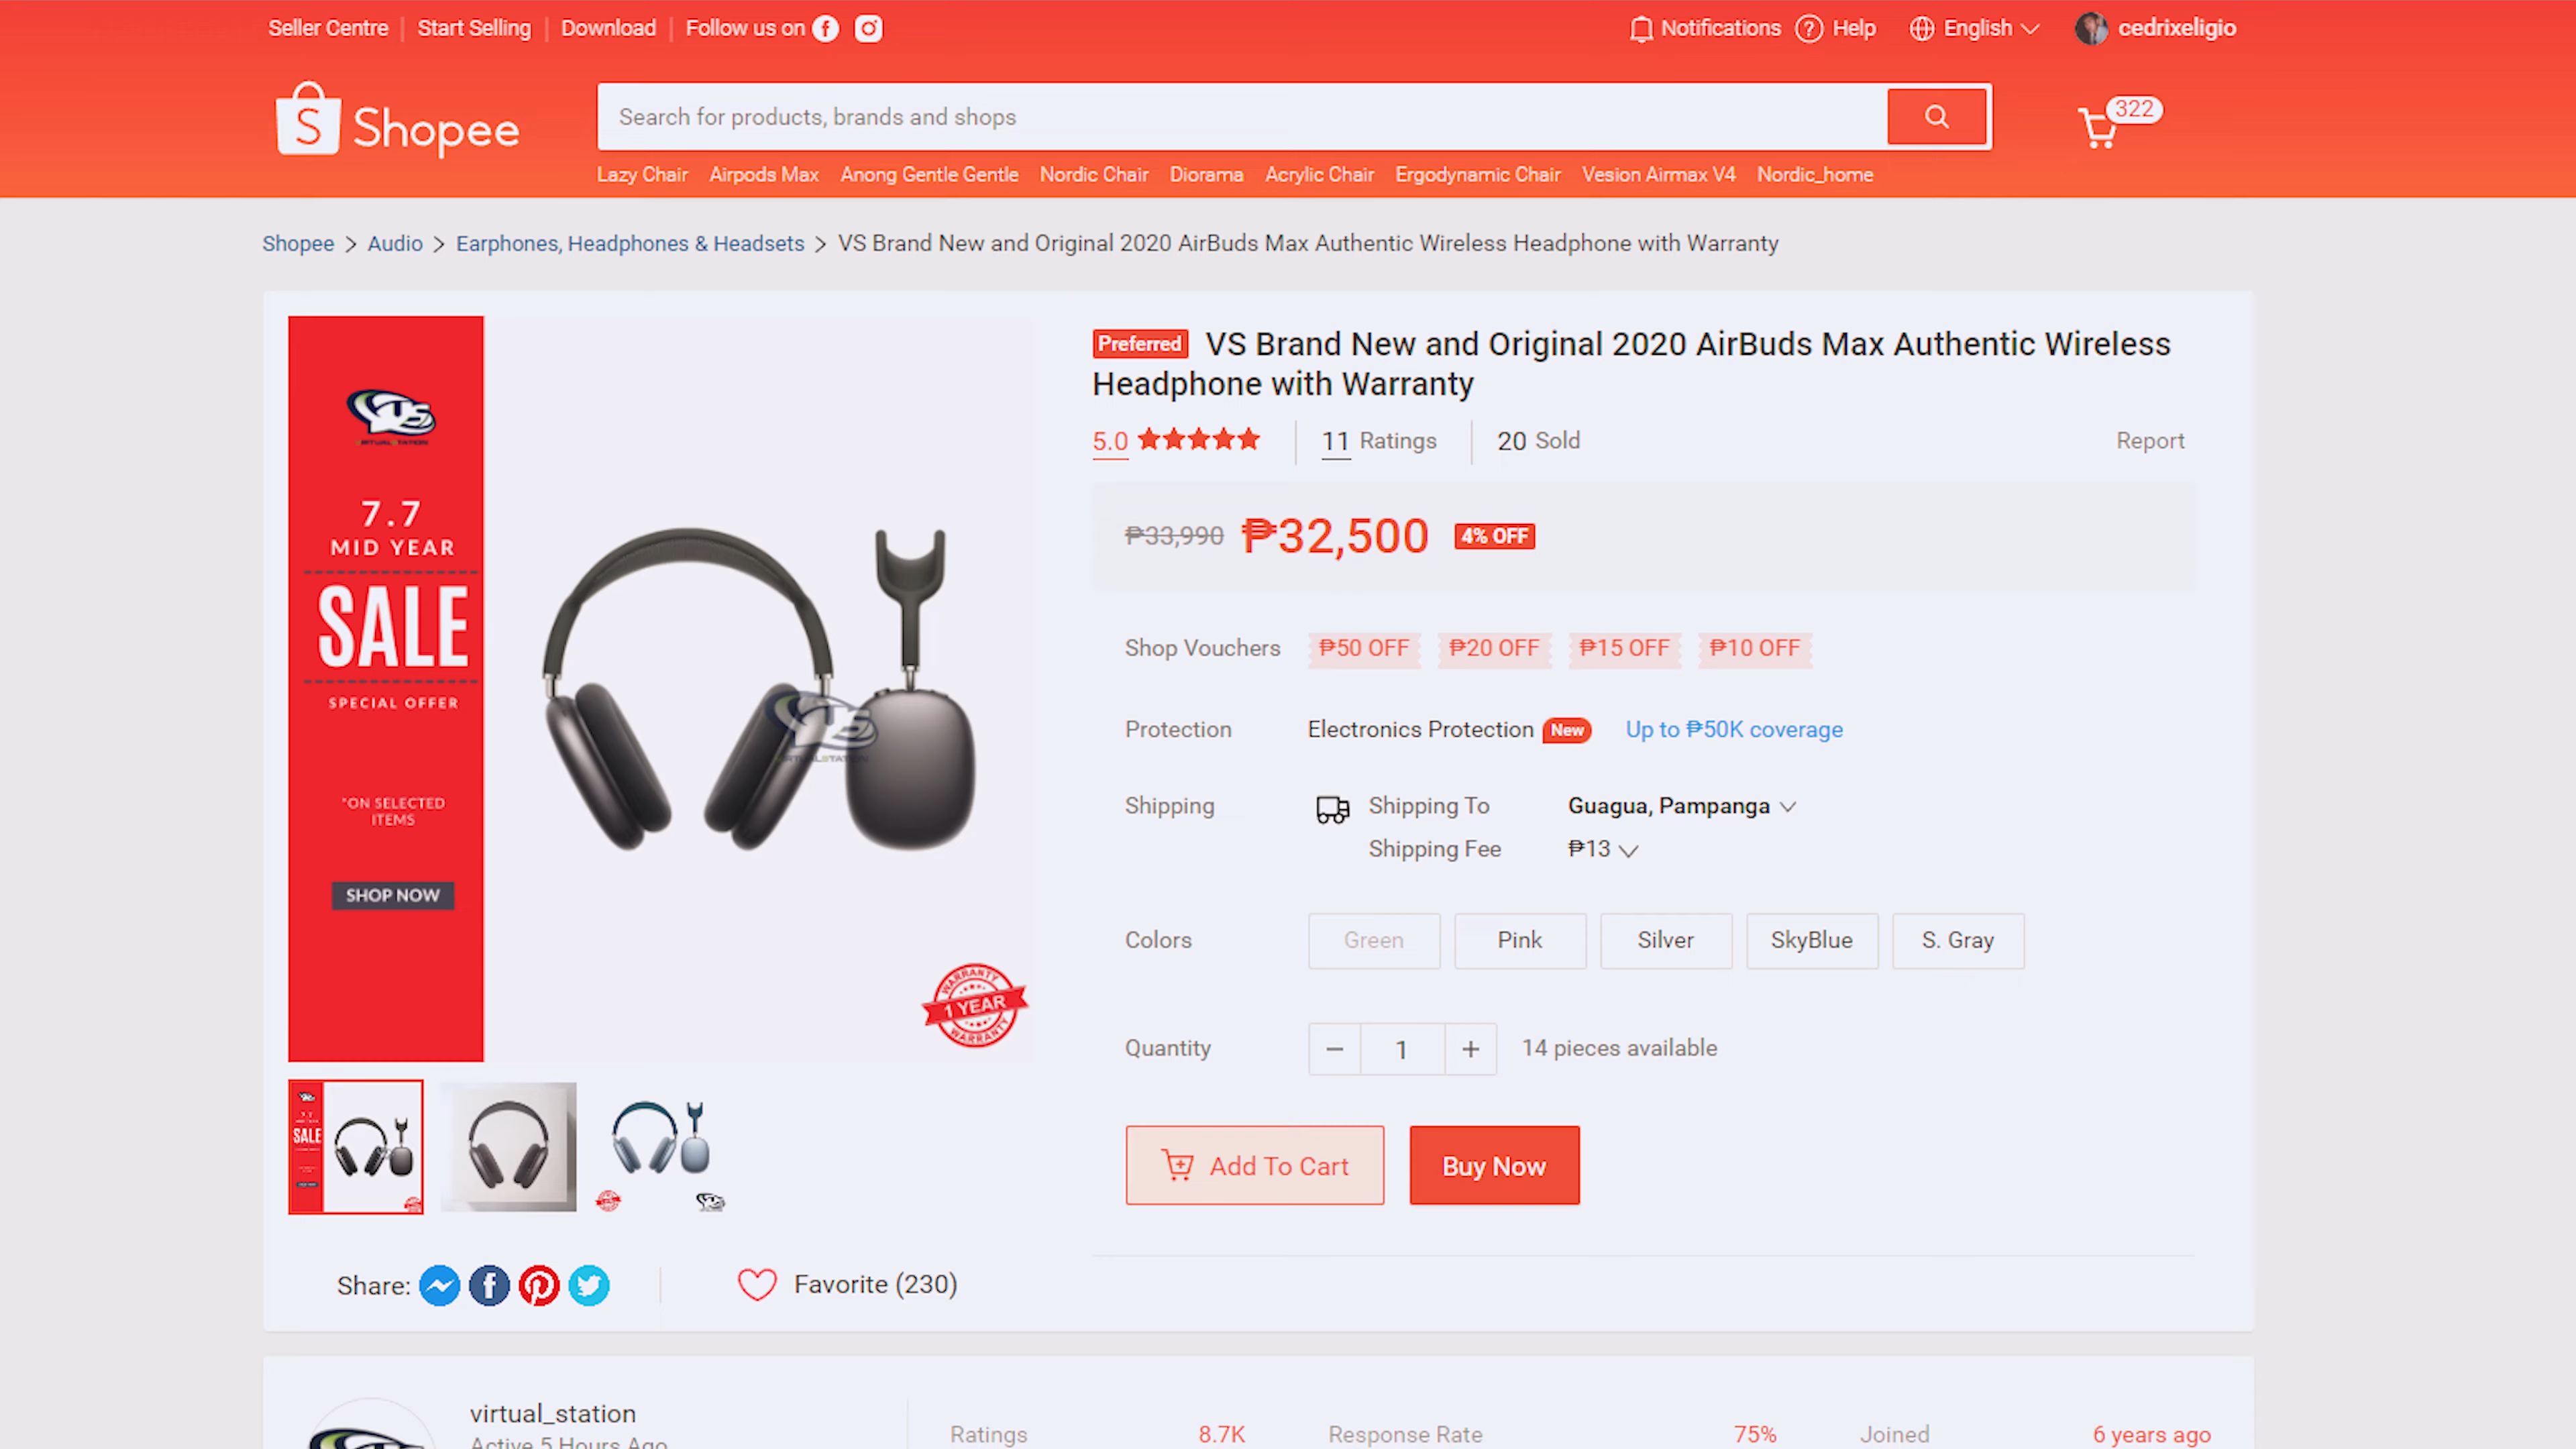 Seller Centre | Start Selling | Download | Follow us on
Notifications Help English cedrixeligio
Shopee
Search for products, brands and shops
322
Lazy Chair Airpods Max Anong Gentle Gentle Nordic Chair Diorama Acrylic Chair Ergodynamic Chair Vesion Airmax V4 Nordic_home
Shopee > Audio > Earphones, Headphones & Headsets > VS Brand New and Original 2020 AirBuds Max Authentic Wireless Headphone with Warranty
7.7
MID YEAR
SALE
SPECIAL OFFER
*ON SELECTED
ITEMS
SHOP NOW
WARRANTY
1 YEAR
WARRANTY
SALE
Share:
Favorite (230)
Preferred VS Brand New and Original 2020 AirBuds Max Authentic Wireless
Headphone with Warranty
5.0 11 Ratings 20 Sold Report
₱33,990 ₱32,500 4% OFF
Shop Vouchers ₱50 OFF ₱20 OFF ₱15 OFF ₱10 OFF
Protection Electronics Protection New Up to ₱50K coverage
Shipping Shipping To Guagua, Pampanga
Shipping Fee ₱13
Colors Green Pink Silver SkyBlue S. Gray
Quantity − 1 + 14 pieces available
Add To Cart Buy Now
virtual_station
Active 5 Hours Ago
Ratings 8.7K Response Rate 75% Joined 6 years ago